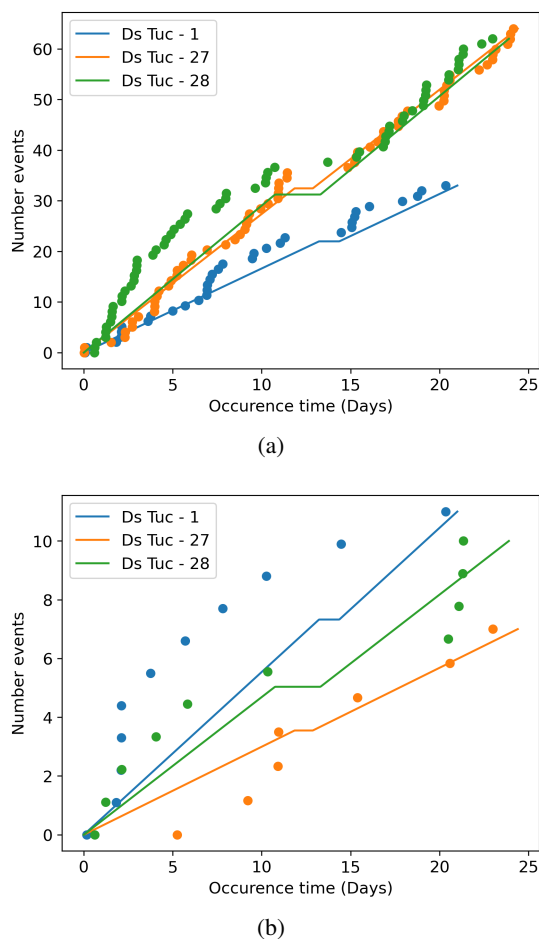 60
50
40
30
20
10
0
Number events
Ds Tuc - 1
Ds Tuc - 27
Ds Tuc - 28
0 5 10 15 20 25
Occurence time (Days)
(a)
10
8
6
4
2
0
Number events
Ds Tuc - 1
Ds Tuc - 27
Ds Tuc - 28
0 5 10 15 20 25
Occurence time (Days)
(b)